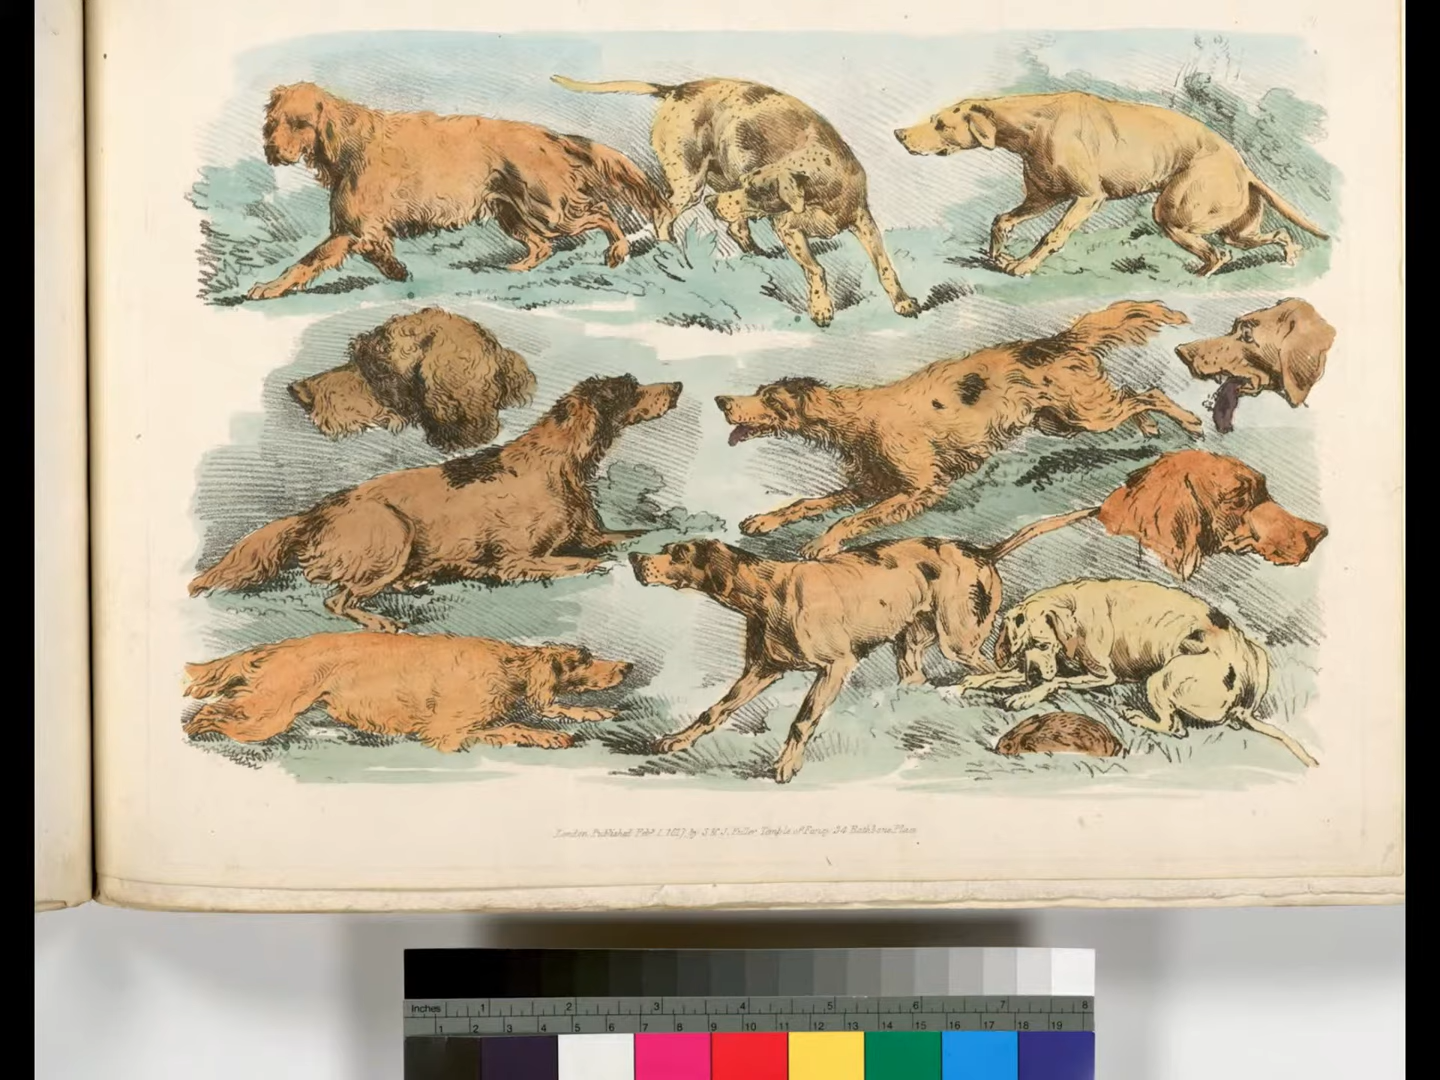 London, Published Feby. 1, 1817, by S. & J. Fuller, Temple of Fancy, 34 Rathbone Place
Inches 1 2 3 4 5 6 7 8
1 2 3 4 5 6 7 8 9 10 11 12 13 14 15 16 17 18 19